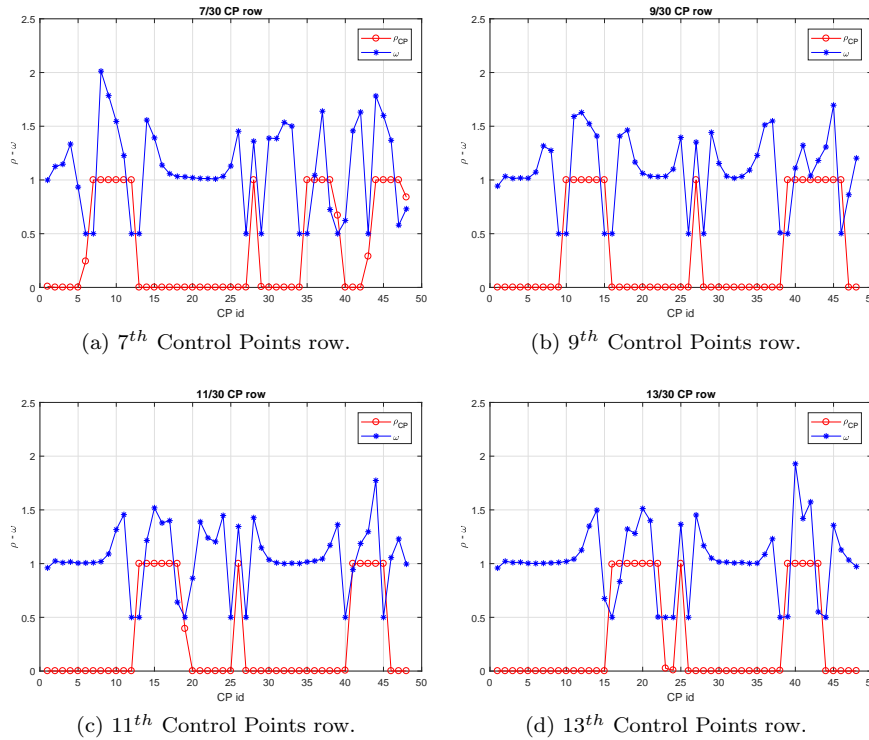 7/30 CP row
2.5
2
1.5
1
0.5
0
ρ - ω
ρCP
ω
0 5 10 15 20 25 30 35 40 45 50
CP id
(a) 7th Control Points row.
9/30 CP row
2.5
2
1.5
1
0.5
0
ρ - ω
ρCP
ω
0 5 10 15 20 25 30 35 40 45 50
CP id
(b) 9th Control Points row.
11/30 CP row
2.5
2
1.5
1
0.5
0
ρ - ω
ρCP
ω
0 5 10 15 20 25 30 35 40 45 50
CP id
(c) 11th Control Points row.
13/30 CP row
2.5
2
1.5
1
0.5
0
ρ - ω
ρCP
ω
0 5 10 15 20 25 30 35 40 45 50
CP id
(d) 13th Control Points row.